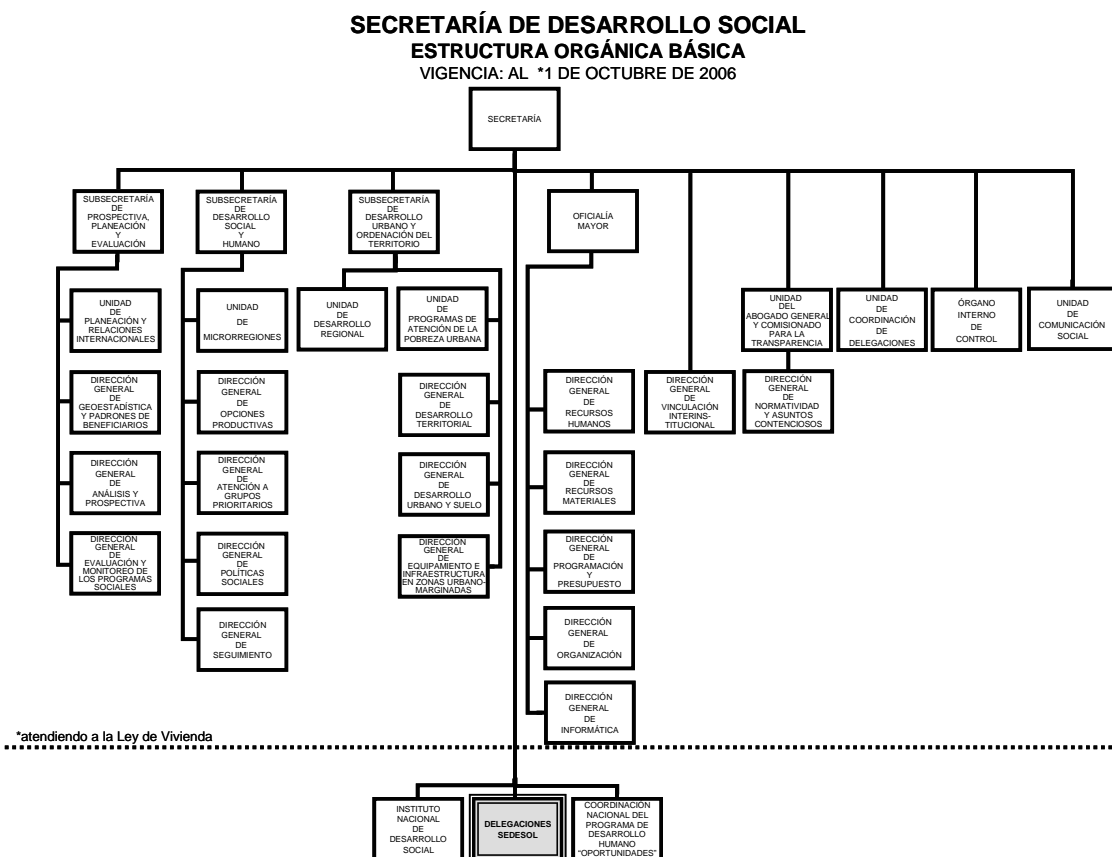 SECRETARÍA DE DESARROLLO SOCIAL
ESTRUCTURA ORGÁNICA BÁSICA
VIGENCIA: AL *1 DE OCTUBRE DE 2006
SECRETARÍA
SUBSECRETARÍA
DE
PROSPECTIVA,
PLANEACIÓN
Y
EVALUACIÓN
SUBSECRETARÍA
DE
DESARROLLO
SOCIAL
Y
HUMANO
SUBSECRETARÍA
DE
DESARROLLO
URBANO Y
ORDENACIÓN DEL
TERRITORIO
OFICIALÍA
MAYOR
UNIDAD
DE
PLANEACIÓN Y
RELACIONES
INTERNACIONALES
UNIDAD
DE
MICRORREGIONES
UNIDAD
DE
DESARROLLO
REGIONAL
UNIDAD
DE
PROGRAMAS DE
ATENCIÓN DE LA
POBREZA URBANA
UNIDAD
DEL
ABOGADO GENERAL
Y COMISIONADO
PARA LA
TRANSPARENCIA
UNIDAD
DE
COORDINACIÓN
DE
DELEGACIONES
ÓRGANO
INTERNO
DE
CONTROL
UNIDAD
DE
COMUNICACIÓN
SOCIAL
DIRECCIÓN
GENERAL
DE
GEOESTADÍSTICA
Y PADRONES DE
BENEFICIARIOS
DIRECCIÓN
GENERAL
DE
OPCIONES
PRODUCTIVAS
DIRECCIÓN
GENERAL
DE
DESARROLLO
TERRITORIAL
DIRECCIÓN
GENERAL
DE
RECURSOS
HUMANOS
DIRECCIÓN
GENERAL
DE
VINCULACIÓN
INTERINS-
TITUCIONAL
DIRECCIÓN
GENERAL
DE
NORMATIVIDAD
Y ASUNTOS
CONTENCIOSOS
DIRECCIÓN
GENERAL
DE
ANÁLISIS Y
PROSPECTIVA
DIRECCIÓN
GENERAL
DE
ATENCIÓN A
GRUPOS
PRIORITARIOS
DIRECCIÓN
GENERAL
DE
DESARROLLO
URBANO Y SUELO
DIRECCIÓN
GENERAL
DE
RECURSOS
MATERIALES
DIRECCIÓN
GENERAL
DE
EVALUACIÓN Y
MONITOREO DE
LOS PROGRAMAS
SOCIALES
DIRECCIÓN
GENERAL
DE
POLÍTICAS
SOCIALES
DIRECCIÓN
GENERAL
DE
EQUIPAMIENTO E
INFRAESTRUCTURA
EN ZONAS URBANO-
MARGINADAS
DIRECCIÓN
GENERAL
DE
PROGRAMACIÓN
Y
PRESUPUESTO
DIRECCIÓN
GENERAL
DE
SEGUIMIENTO
DIRECCIÓN
GENERAL
DE
ORGANIZACIÓN
DIRECCIÓN
GENERAL
DE
INFORMÁTICA
*atendiendo a la Ley de Vivienda
INSTITUTO
NACIONAL
DE
DESARROLLO
SOCIAL
DELEGACIONES
SEDESOL
COORDINACIÓN
NACIONAL DEL
PROGRAMA DE
DESARROLLO
HUMANO
"OPORTUNIDADES"